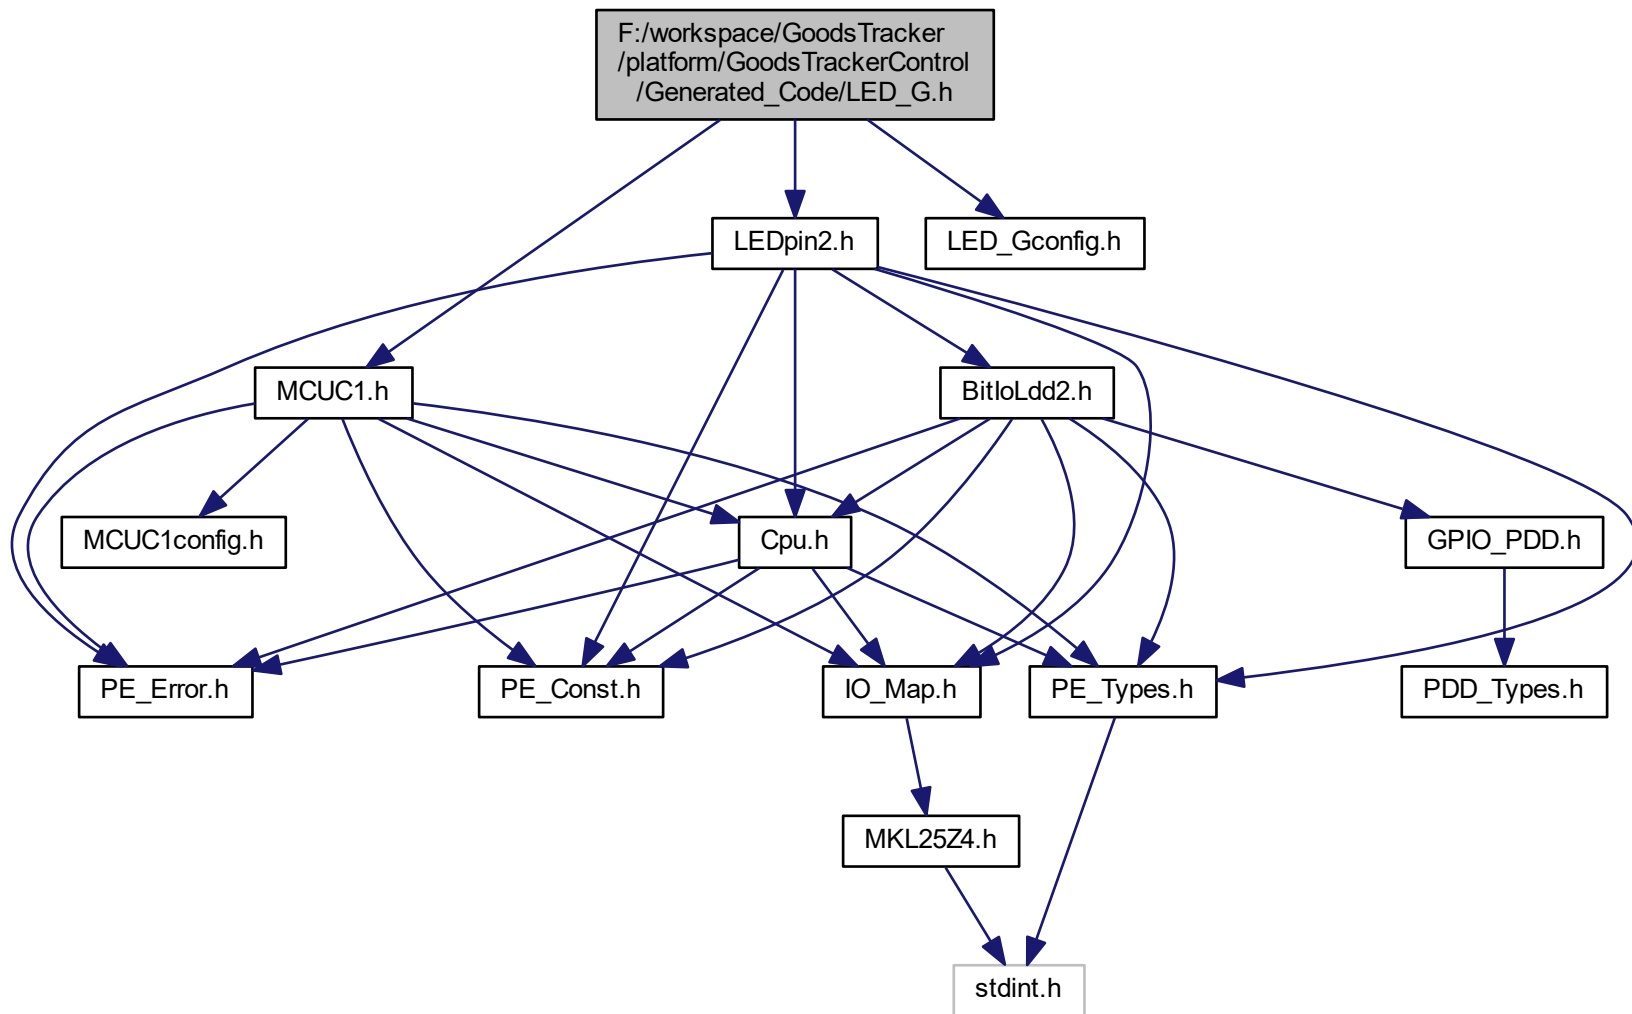 F:/workspace/GoodsTracker
/platform/GoodsTrackerControl
/Generated_Code/LED_G.h
LEDpin2.h
LED_Gconfig.h
MCUC1.h
BitIoLdd2.h
MCUC1config.h
Cpu.h
GPIO_PDD.h
PE_Error.h
PE_Const.h
IO_Map.h
PE_Types.h
PDD_Types.h
MKL25Z4.h
stdint.h